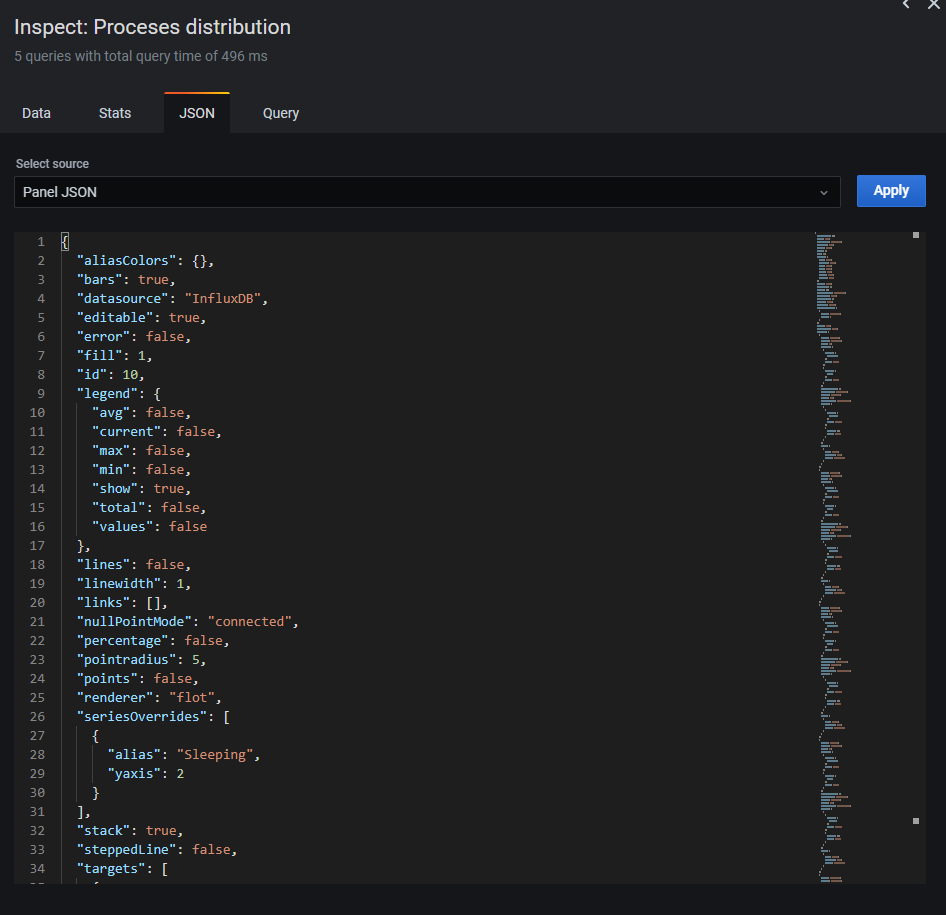 Inspect: Proceses distribution
5 queries with total query time of 496 ms
Data Stats JSON Query
Select source
Panel JSON Apply
1 {
2 "aliasColors": {},
3 "bars": true,
4 "datasource": "InfluxDB",
5 "editable": true,
6 "error": false,
7 "fill": 1,
8 "id": 10,
9 "legend": {
10 "avg": false,
11 "current": false,
12 "max": false,
13 "min": false,
14 "show": true,
15 "total": false,
16 "values": false
17 },
18 "lines": false,
19 "linewidth": 1,
20 "links": [],
21 "nullPointMode": "connected",
22 "percentage": false,
23 "pointradius": 5,
24 "points": false,
25 "renderer": "flot",
26 "seriesOverrides": [
27 {
28 "alias": "Sleeping",
29 "yaxis": 2
30 }
31 ],
32 "stack": true,
33 "steppedLine": false,
34 "targets": [